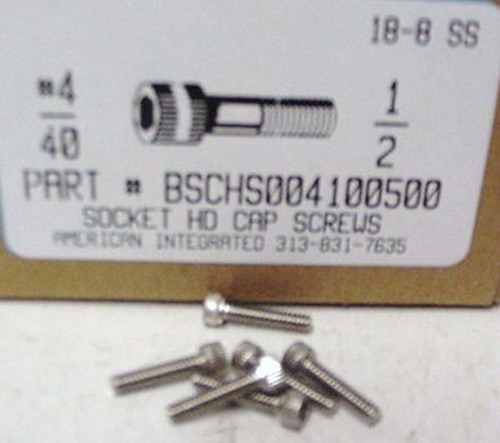 18-8 SS
#4
40
1
2
PART # BSCHS004100500
SOCKET HD CAP SCREWS
AMERICAN INTEGRATED 313-831-7635